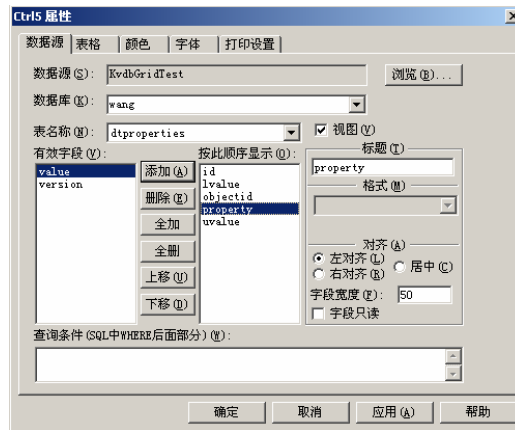 Ctrl5 属性
数据源 表格 颜色 字体 打印设置
数据源(S): KvdbGridTest 浏览(B)...
数据库(K): wang
表名称(N): dtproperties 视图(V)
有效字段(V): 按此顺序显示(O): 标题(T)
value 添加(A) id property
version 删除(E) lvalue 格式(M)
objectid
全加 property
uvalue
全删 对齐(A)
左对齐(L) 居中(C)
上移(U) 右对齐(R)
下移(D) 字段宽度(F): 50
字段只读
查询条件(SQL中WHERE后面部分)(W):
确定 取消 应用(A) 帮助